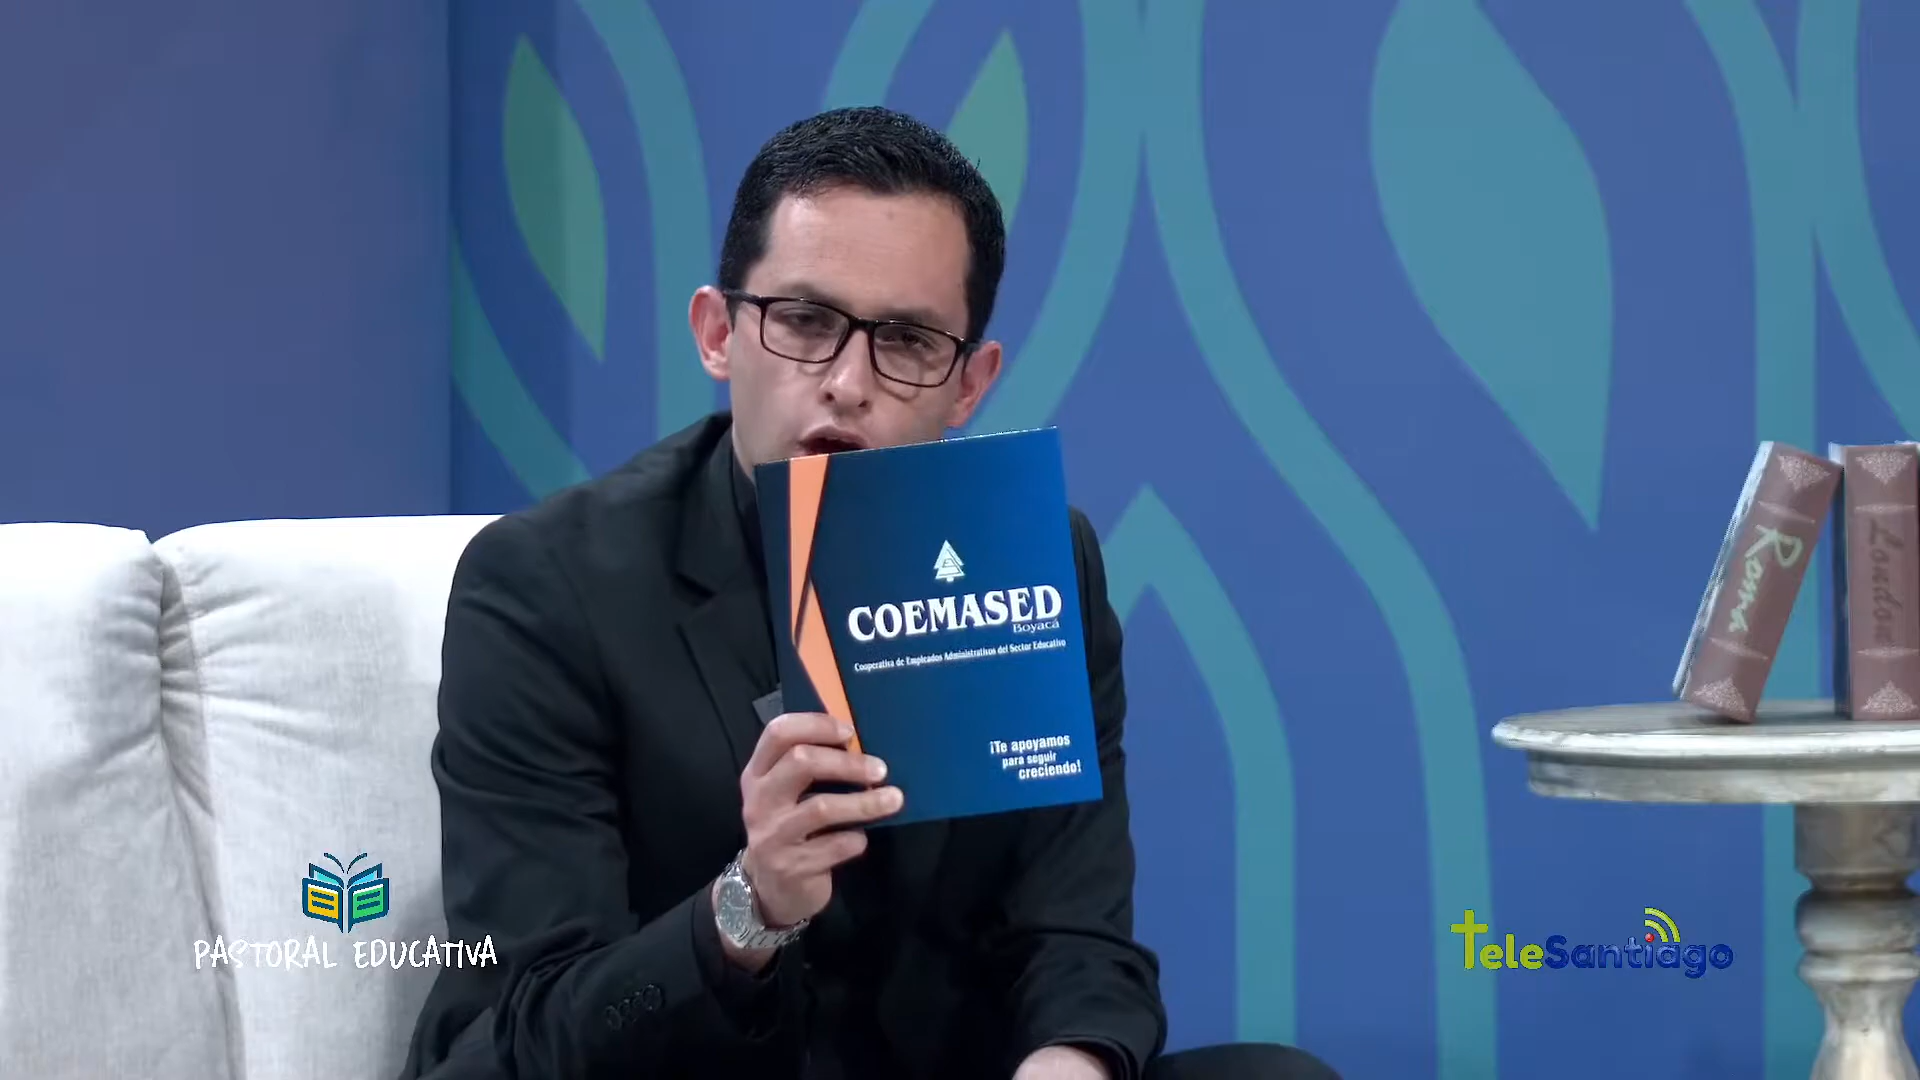 COEMASED
Boyacá
Cooperativa de Empleados Administrativos del Sector Educativo
¡Te apoyamos
para seguir
creciendo!
Roma
London
PASTORAL EDUCATIVA
TeleSantiago